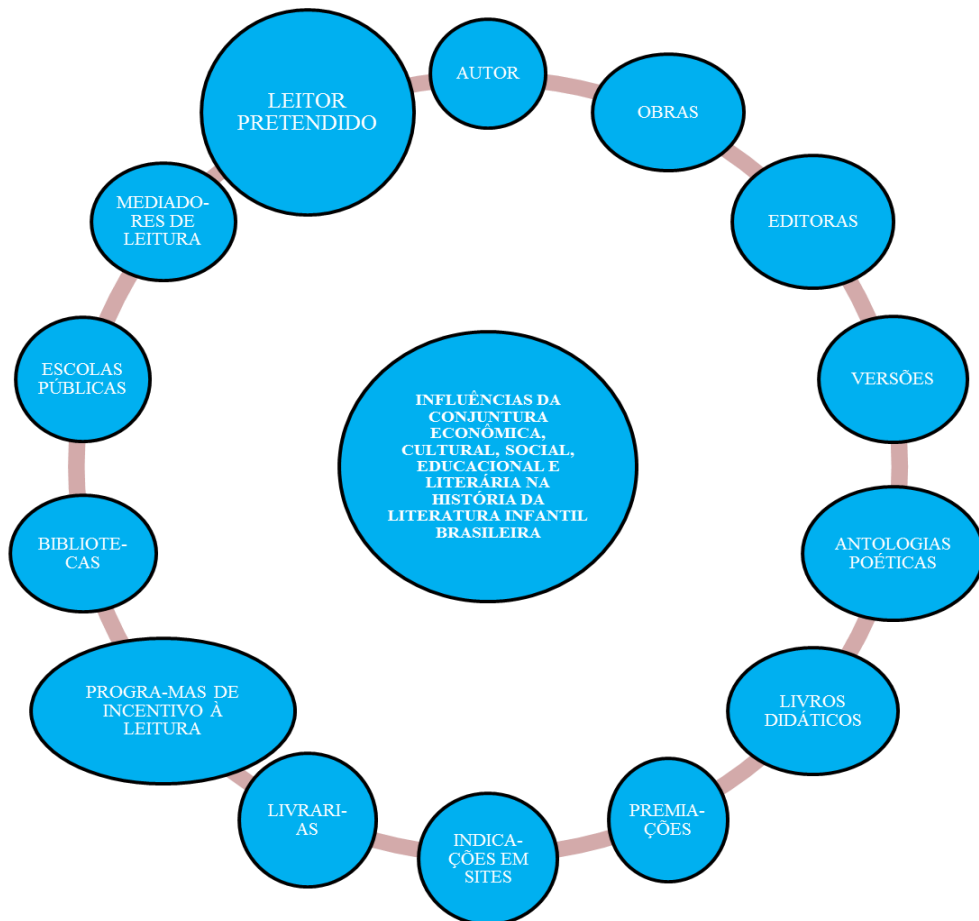 AUTOR
OBRAS
EDITORAS
VERSÕES
ANTOLOGIAS
POÉTICAS
LIVROS
DIDÁTICOS
PREMIA-
ÇÕES
INDICA-
ÇÕES EM
SITES
LIVRARI-
AS
PROGRA-MAS DE
INCENTIVO À
LEITURA
BIBLIOTE-
CAS
ESCOLAS
PÚBLICAS
MEDIADO-
RES DE
LEITURA
LEITOR
PRETENDIDO
INFLUÊNCIAS DA
CONJUNTURA
ECONÔMICA,
CULTURAL, SOCIAL,
EDUCACIONAL E
LITERÁRIA NA
HISTÓRIA DA
LITERATURA INFANTIL
BRASILEIRA